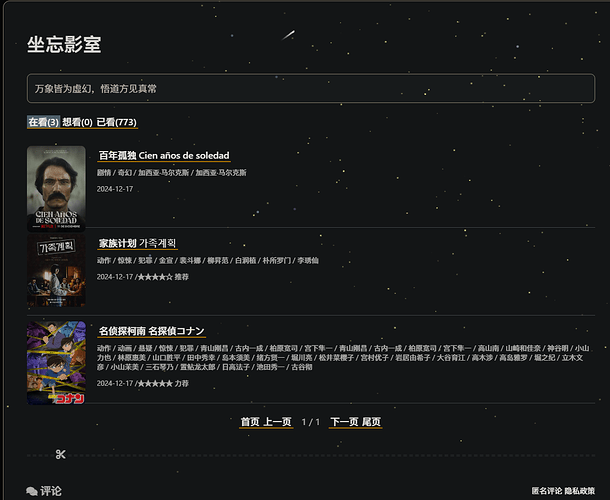 坐忘影室
万象皆为虚幻，悟道方见真常
在看(3) 想看(0) 已看(773)
百年孤独 Cien años de soledad
剧情 / 奇幻 / 加西亚·马尔克斯 / 加西亚·马尔克斯
2024-12-17
CIEN AÑOS
DE SOLEDAD
家族计划 가족계획
가족계획
动作 / 惊悚 / 犯罪 / 金宣 / 裴斗娜 / 柳昇范 / 白润植 / 朴所罗门 / 李琇仙
2024-12-17 /★★★★☆ 推荐
名侦探柯南 名探偵コナン
动作 / 动画 / 悬疑 / 惊悚 / 犯罪 / 青山刚昌 / 古内一成 / 柏原宽司 / 宫下隼一 / 青山刚昌 / 古内一成 / 柏原宽司 / 宫下隼一 / 高山南 / 山崎和佳奈 / 神谷明 / 小山
力也 / 林原惠美 / 山口胜平 / 田中秀幸 / 岛本须美 / 绪方贤一 / 堀川亮 / 松井菜樱子 / 宫村优子 / 岩居由希子 / 大谷育江 / 高木涉 / 高岛雅罗 / 堀之纪 / 立木文
彦 / 小山茉美 / 三石琴乃 / 置鲇龙太郎 / 日高法子 / 池田秀一 / 古谷彻
2024-12-17 /★★★★★ 力荐
コナン
首页 上一页 1 / 1 下一页 尾页
评论
匿名评论 隐私政策